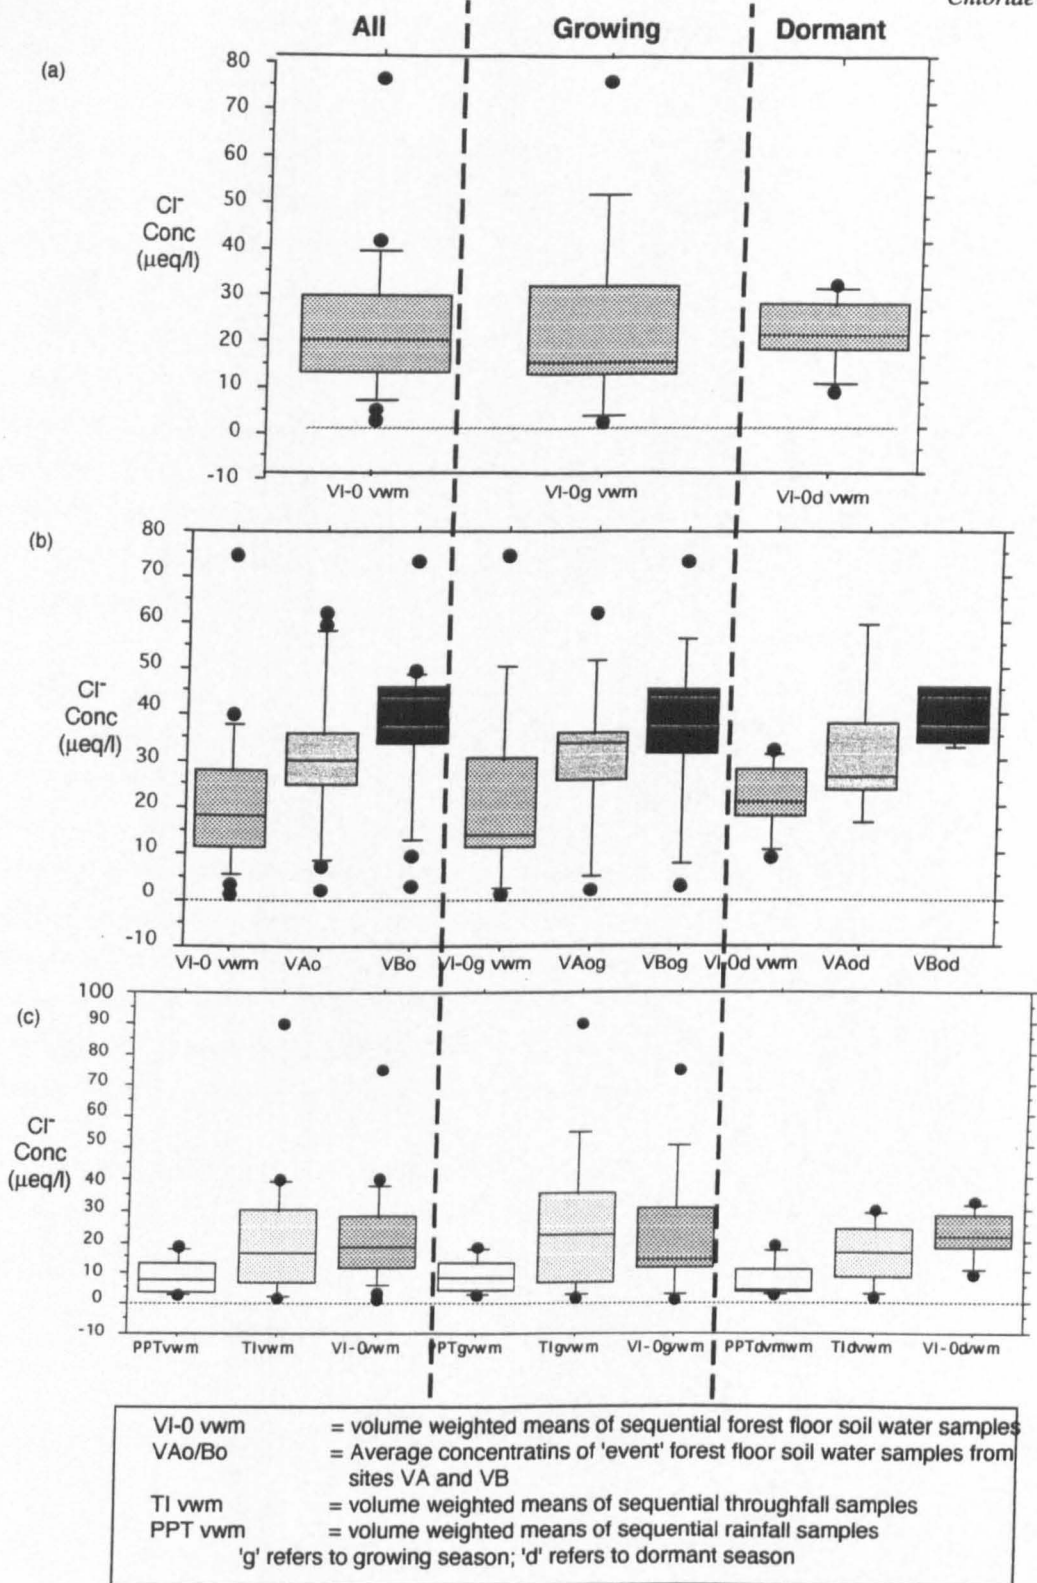 Chloride
All Growing Dormant
(a)
80
70
60
50
40
30
20
10
0
-10
Cl-
Conc
(µeq/l)
VI-0 vwm VI-0g vwm VI-0d vwm
(b)
80
70
60
50
40
30
20
10
0
-10
Cl-
Conc
(µeq/l)
VI-0 vwm VAo VBo VI-0g vwm VAog VBog VI-0d vwm VAod VBod
(c)
100
90
80
70
60
50
40
30
20
10
0
-10
Cl-
Conc
(µeq/l)
PPTvwm TIvwm VI-0vwm PPTgvwm TIgvwm VI-0gvwm PPTdvmwm TIdvwm VI-0dvwm
VI-0 vwm = volume weighted means of sequential forest floor soil water samples
VAo/Bo = Average concentratins of 'event' forest floor soil water samples from
sites VA and VB
TI vwm = volume weighted means of sequential throughfall samples
PPT vwm = volume weighted means of sequential rainfall samples
'g' refers to growing season; 'd' refers to dormant season